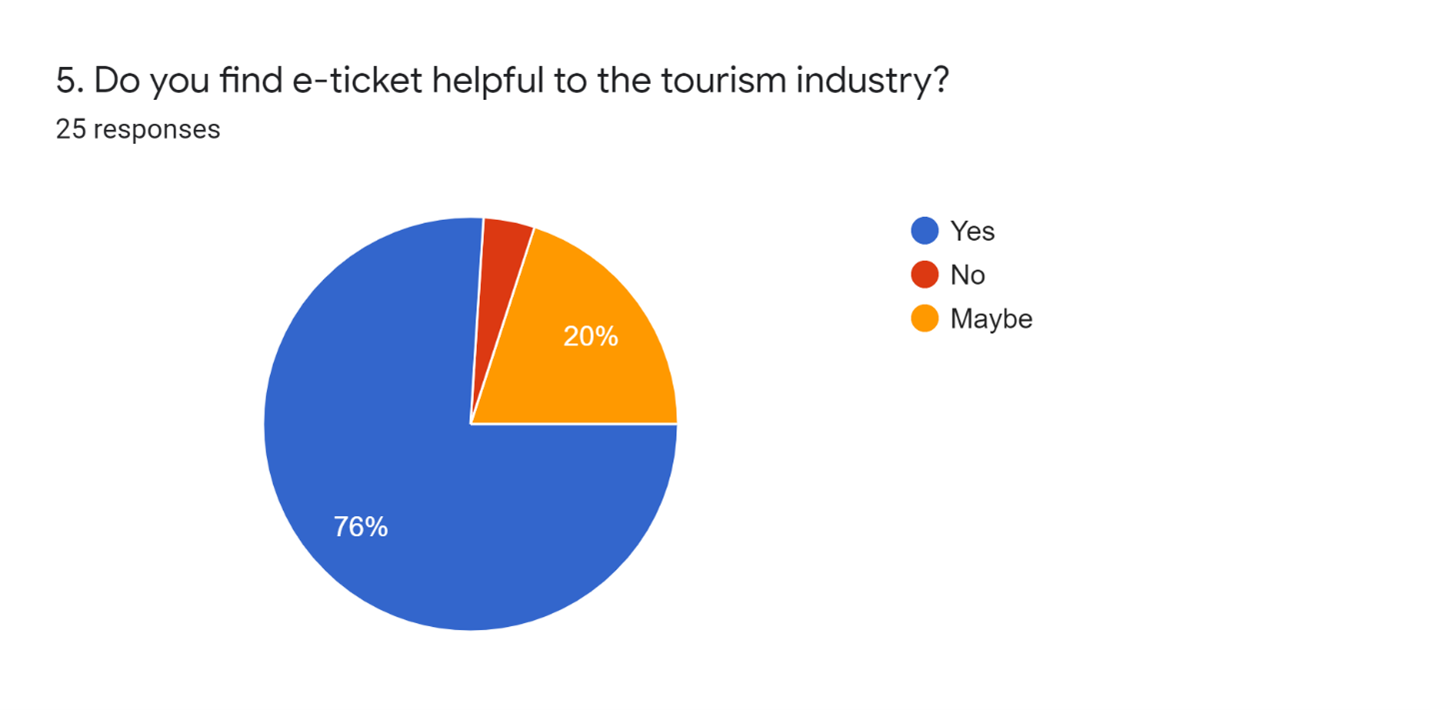 5. Do you find e-ticket helpful to the tourism industry?
25 responses
Yes
No
Maybe
20%
76%